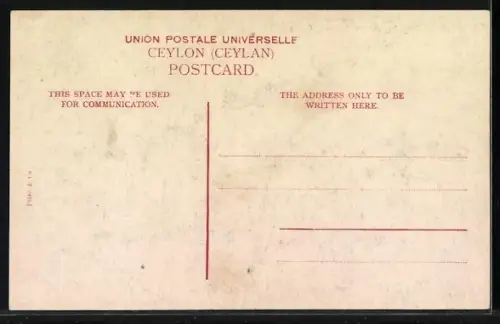 UNION POSTALE UNIVERSELLE
CEYLON (CEYLAN)
POSTCARD.
THIS SPACE MAY BE USED
FOR COMMUNICATION.
THE ADDRESS ONLY TO BE
WRITTEN HERE.